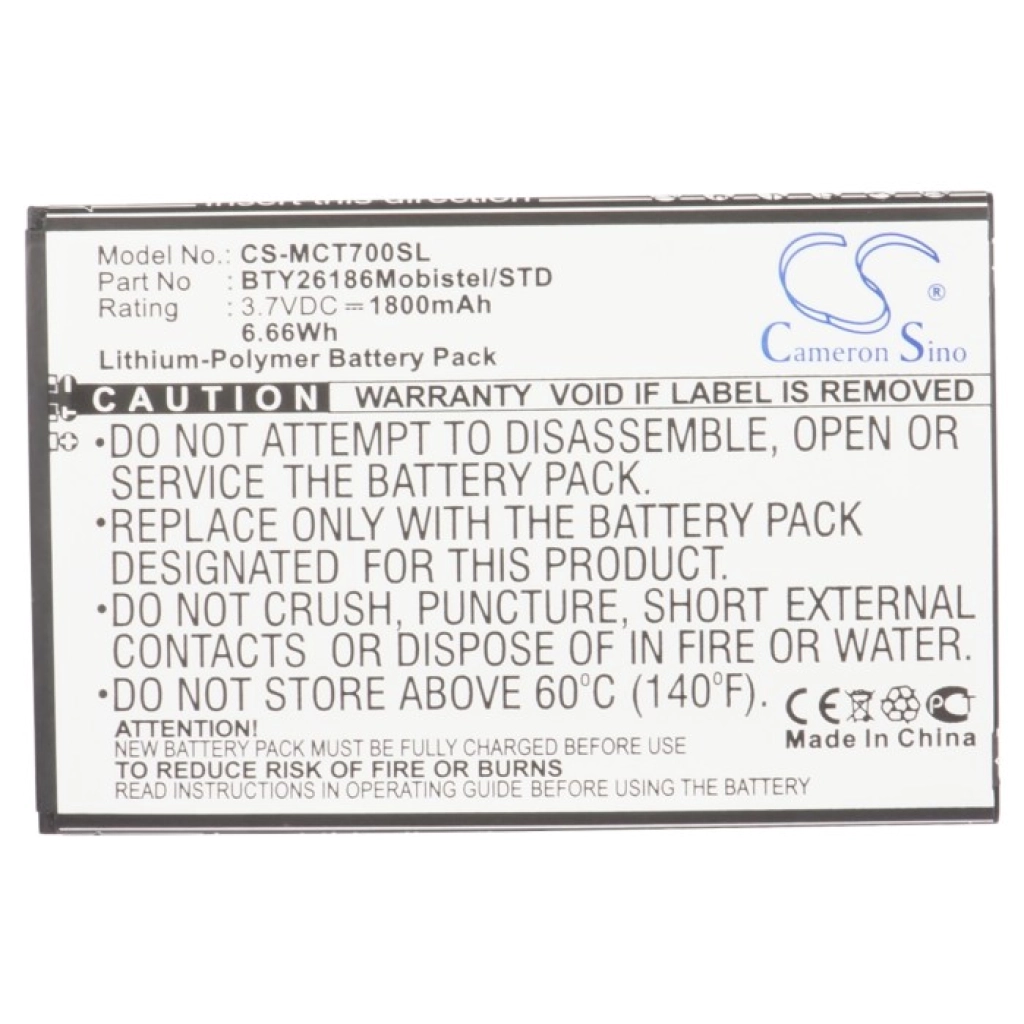 Insert this direction
Model No.: CS-MCT700SL
Part No : BTY26186Mobistel/STD
Rating : 3.7VDC 1800mAh
6.66Wh
Lithium-Polymer Battery Pack
CS ®
Cameron Sino
CAUTION WARRANTY VOID IF LABEL IS REMOVED
•DO NOT ATTEMPT TO DISASSEMBLE, OPEN OR
SERVICE THE BATTERY PACK.
•REPLACE ONLY WITH THE BATTERY PACK
DESIGNATED FOR THIS PRODUCT.
•DO NOT CRUSH, PUNCTURE, SHORT EXTERNAL
CONTACTS OR DISPOSE OF IN FIRE OR WATER.
•DO NOT STORE ABOVE 60°C (140°F).
CE PCT
Made In China
ATTENTION!
NEW BATTERY PACK MUST BE FULLY CHARGED BEFORE USE
TO REDUCE RISK OF FIRE OR BURNS
READ INSTRUCTIONS IN OPERATING GUIDE BEFORE USING BATTERY